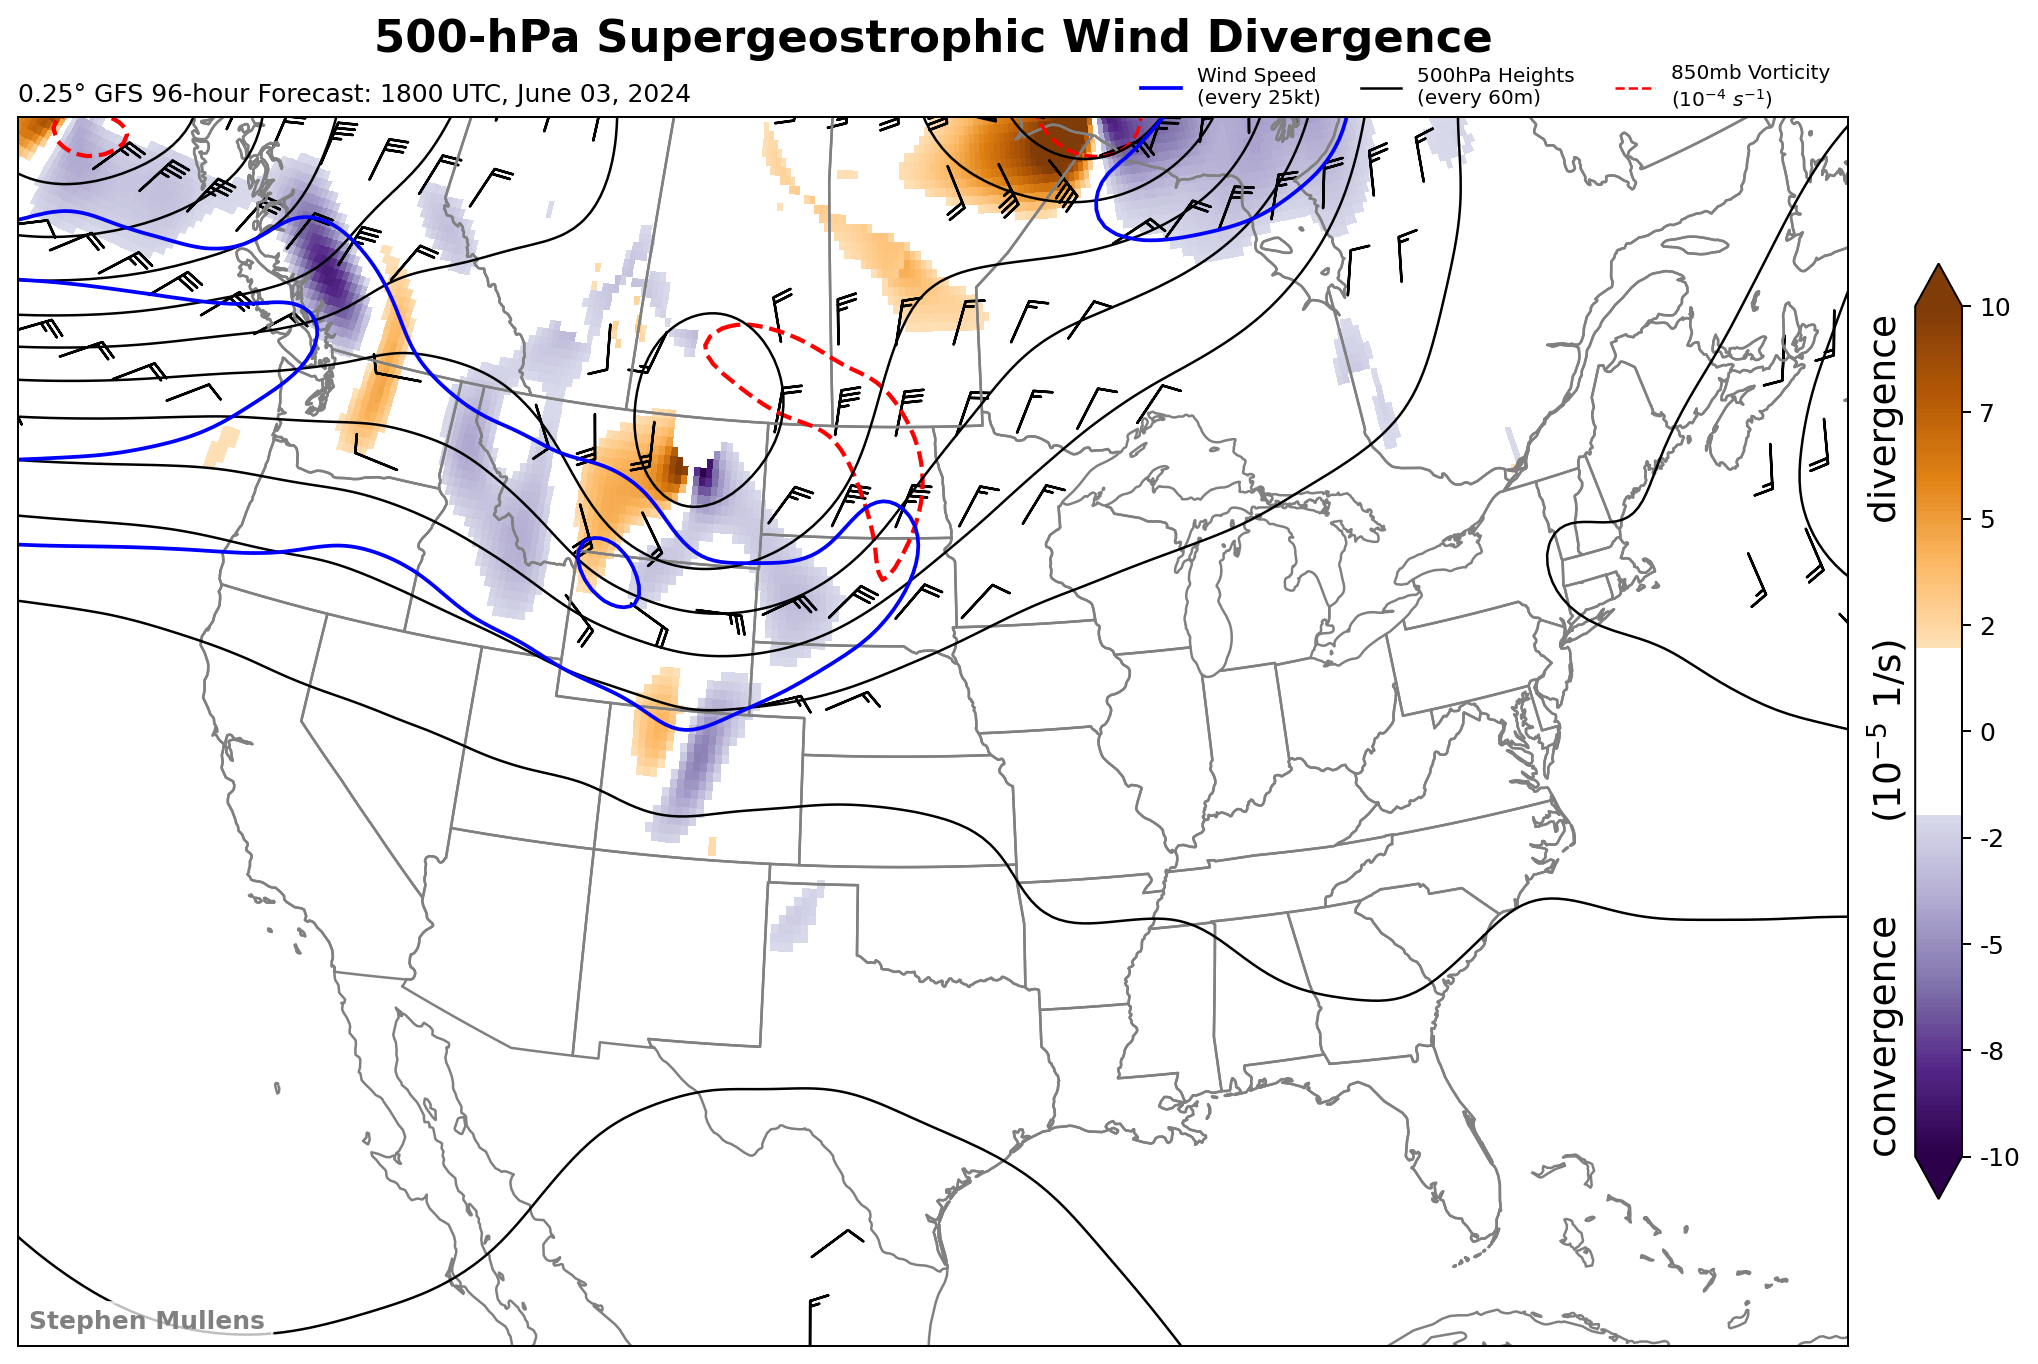 500-hPa Supergeostrophic Wind Divergence
0.25° GFS 96-hour Forecast: 1800 UTC, June 03, 2024
Wind Speed
(every 25kt)
500hPa Heights
(every 60m)
850mb Vorticity
(10⁻⁴ s⁻¹)
10
7
5
2
0
-2
-5
-8
-10
convergence (10⁻⁵ 1/s) divergence
Stephen Mullens